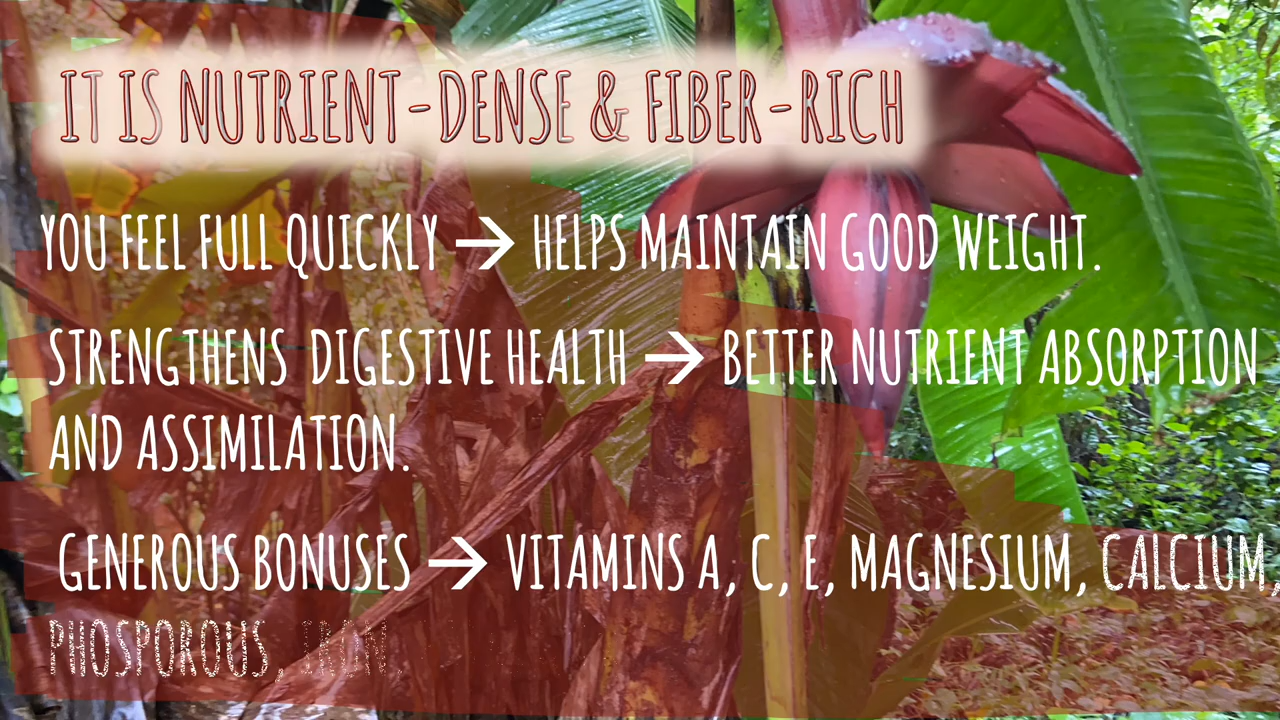 IT IS NUTRIENT-DENSE & FIBER-RICH
YOU FEEL FULL QUICKLY → HELPS MAINTAIN GOOD WEIGHT.
STRENGTHENS DIGESTIVE HEALTH → BETTER NUTRIENT ABSORPTION
AND ASSIMILATION.
GENEROUS BONUSES → VITAMINS A, C, E, MAGNESIUM, CALCIUM,
PHOSPOROUS, IRON.